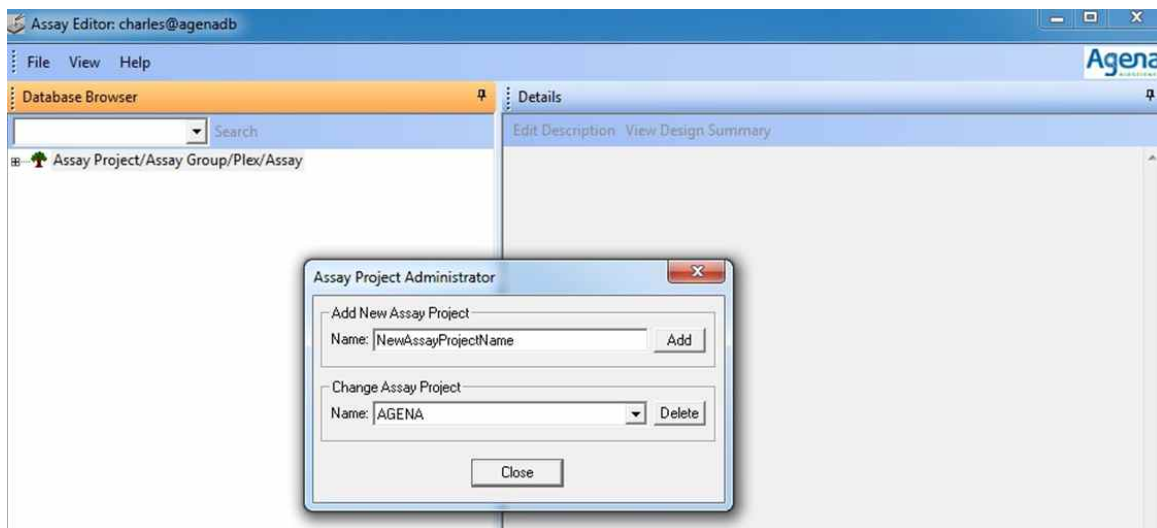 Assay Editor: charles@agenadb
File View Help
Agena
Database Browser
Details
Search
Edit Description View Design Summary
Assay Project/Assay Group/Plex/Assay
Assay Project Administrator
Add New Assay Project
Name: NewAssayProjectName Add
Change Assay Project
Name: AGENA Delete
Close